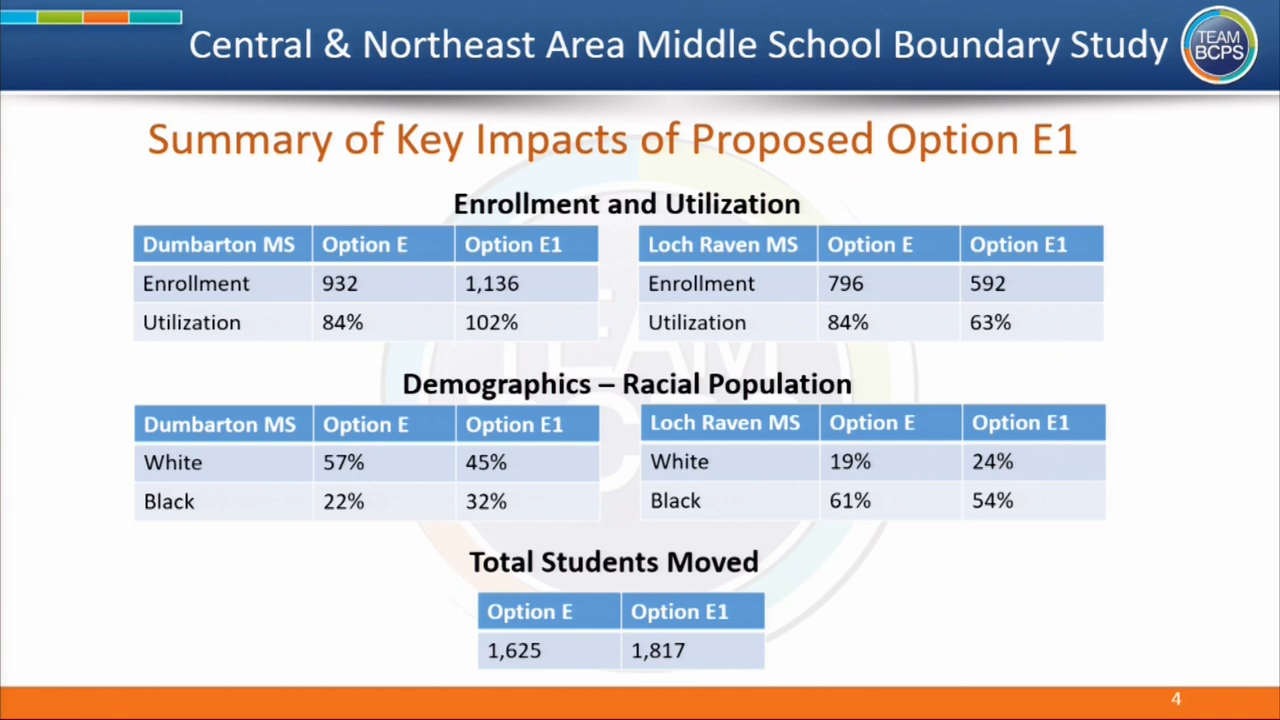 Central & Northeast Area Middle School Boundary Study
TEAM
BCPS
Summary of Key Impacts of Proposed Option E1
Enrollment and Utilization
Dumbarton MS Option E Option E1
Enrollment 932 1,136
Utilization 84% 102%
Loch Raven MS Option E Option E1
Enrollment 796 592
Utilization 84% 63%
Demographics – Racial Population
Dumbarton MS Option E Option E1
White 57% 45%
Black 22% 32%
Loch Raven MS Option E Option E1
White 19% 24%
Black 61% 54%
Total Students Moved
Option E Option E1
1,625 1,817
4